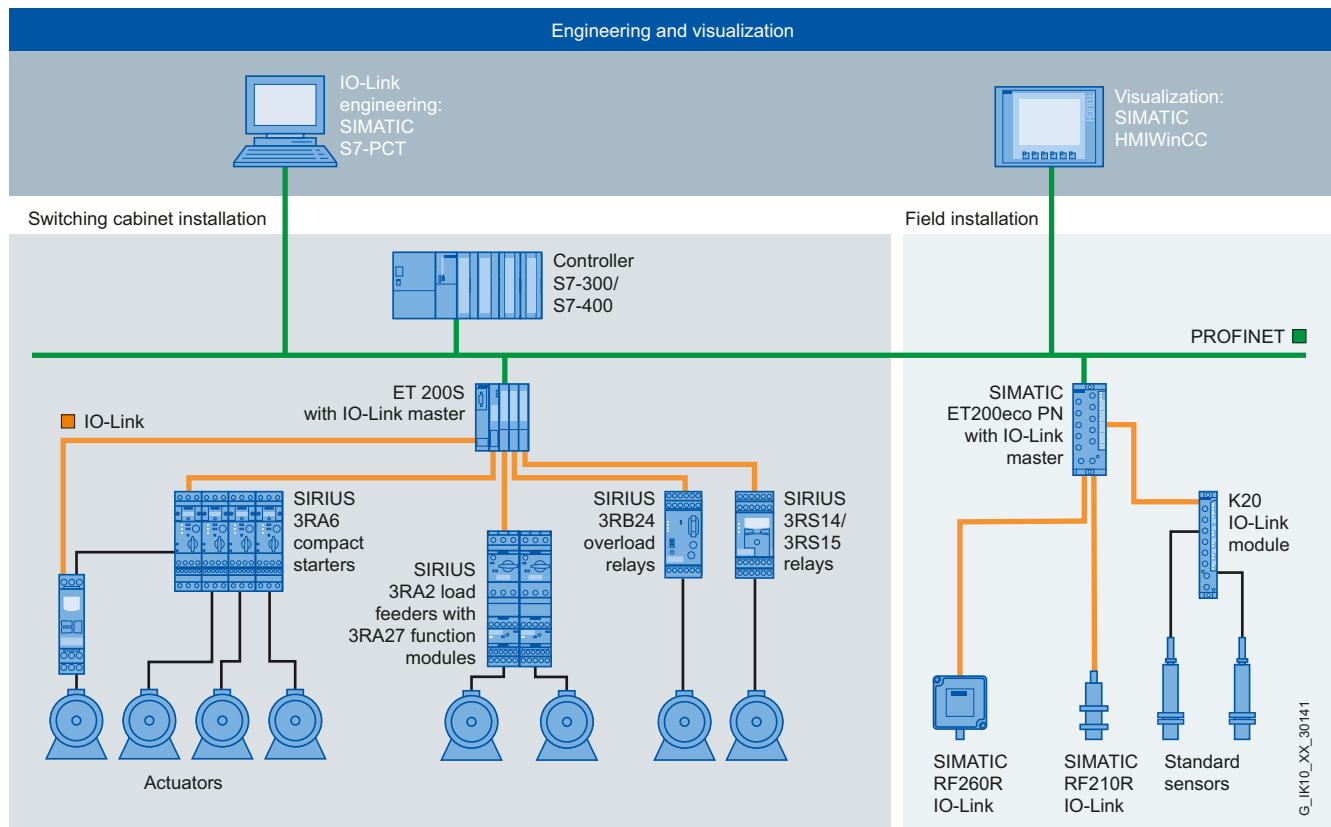 Engineering and visualization
IO-Link
engineering:
SIMATIC
S7-PCT
Visualization:
SIMATIC
HMIWinCC
TOUCH
Switching cabinet installation
Field installation
Controller
S7-300/
S7-400
PROFINET
ET 200S
with IO-Link master
IO-Link
SIMATIC
ET200eco PN
with IO-Link
master
SIRIUS
3RA6
compact
starters
SIRIUS
3RA2 load
feeders with
3RA27 function
modules
SIRIUS
3RB24
overload
relays
SIRIUS
3RS14/
3RS15
relays
K20
IO-Link
module
Actuators
SIMATIC
RF260R
IO-Link
SIMATIC
RF210R
IO-Link
Standard
sensors
G_IK10_XX_30141